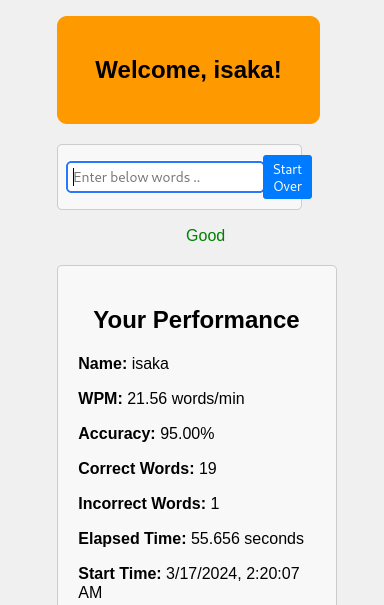 Welcome, isaka!
Enter below words ..
Start
Over
Good
Your Performance
Name: isaka
WPM: 21.56 words/min
Accuracy: 95.00%
Correct Words: 19
Incorrect Words: 1
Elapsed Time: 55.656 seconds
Start Time: 3/17/2024, 2:20:07
AM